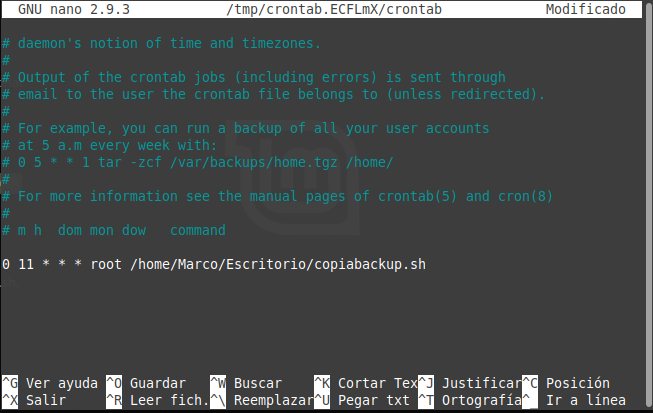 GNU nano 2.9.3 /tmp/crontab.ECFLmX/crontab Modificado
# daemon's notion of time and timezones.
#
# Output of the crontab jobs (including errors) is sent through
# email to the user the crontab file belongs to (unless redirected).
#
# For example, you can run a backup of all your user accounts
# at 5 a.m every week with:
# 0 5 * * 1 tar -zcf /var/backups/home.tgz /home/
#
# For more information see the manual pages of crontab(5) and cron(8)
#
# m h  dom mon dow   command
0 11 * * * root /home/Marco/Escritorio/copiabackup.sh
^G Ver ayuda ^O Guardar ^W Buscar ^K Cortar Tex^J Justificar^C Posición
^X Salir ^R Leer fich.^\ Reemplazar^U Pegar txt ^T Ortografía^_ Ir a línea